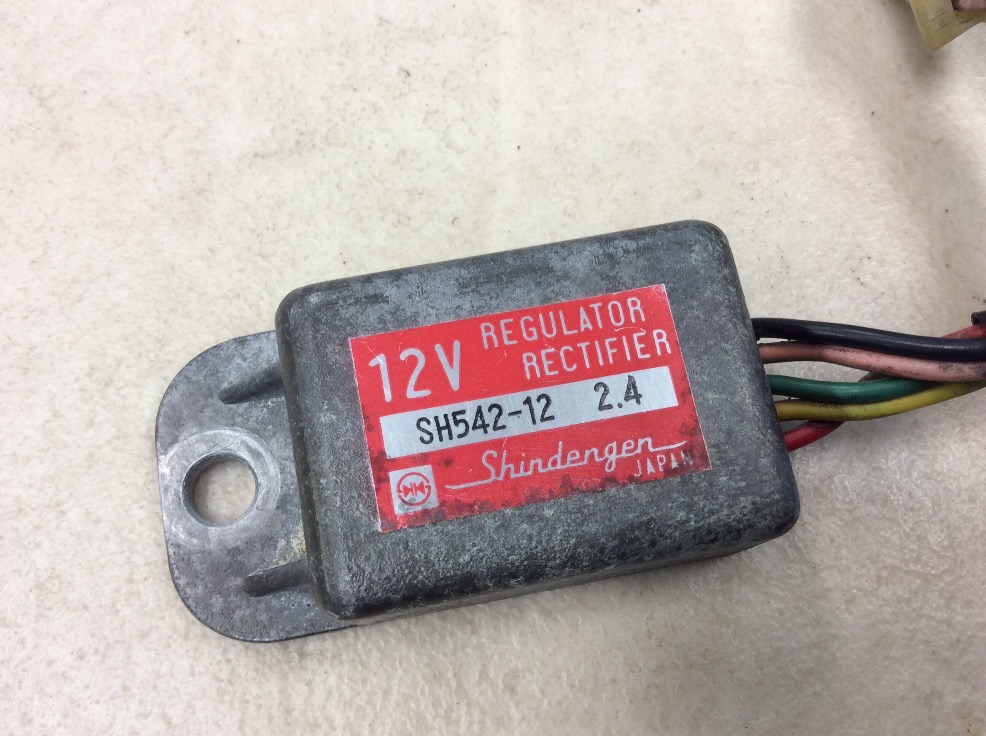 12V REGULATOR
RECTIFIER
SH542-12 2.4
Shindengen
JAPAN